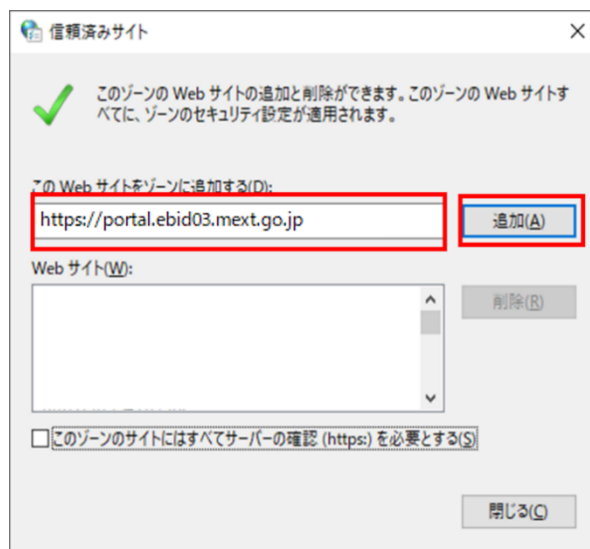 信頼済みサイト
このゾーンの Web サイトの追加と削除ができます。このゾーンの Web サイトす
べてに、ゾーンのセキュリティ設定が適用されます。
この Web サイトをゾーンに追加する(D):
https://portal.ebid03.mext.go.jp
追加(A)
Web サイト(W):
削除(R)
このゾーンのサイトにはすべてサーバーの確認 (https:) を必要とする(S)
閉じる(C)